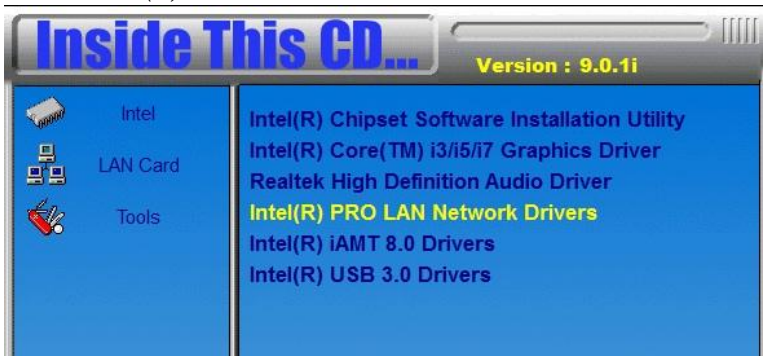 Inside This CD...
Version : 9.0.1i
Intel
LAN Card
Tools
Intel(R) Chipset Software Installation Utility
Intel(R) Core(TM) i3/i5/i7 Graphics Driver
Realtek High Definition Audio Driver
Intel(R) PRO LAN Network Drivers
Intel(R) iAMT 8.0 Drivers
Intel(R) USB 3.0 Drivers